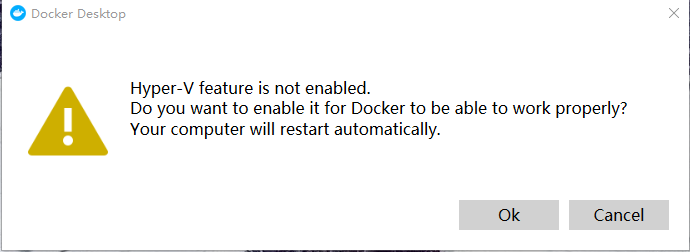 Docker Desktop
Hyper-V feature is not enabled.
Do you want to enable it for Docker to be able to work properly?
Your computer will restart automatically.
Ok
Cancel